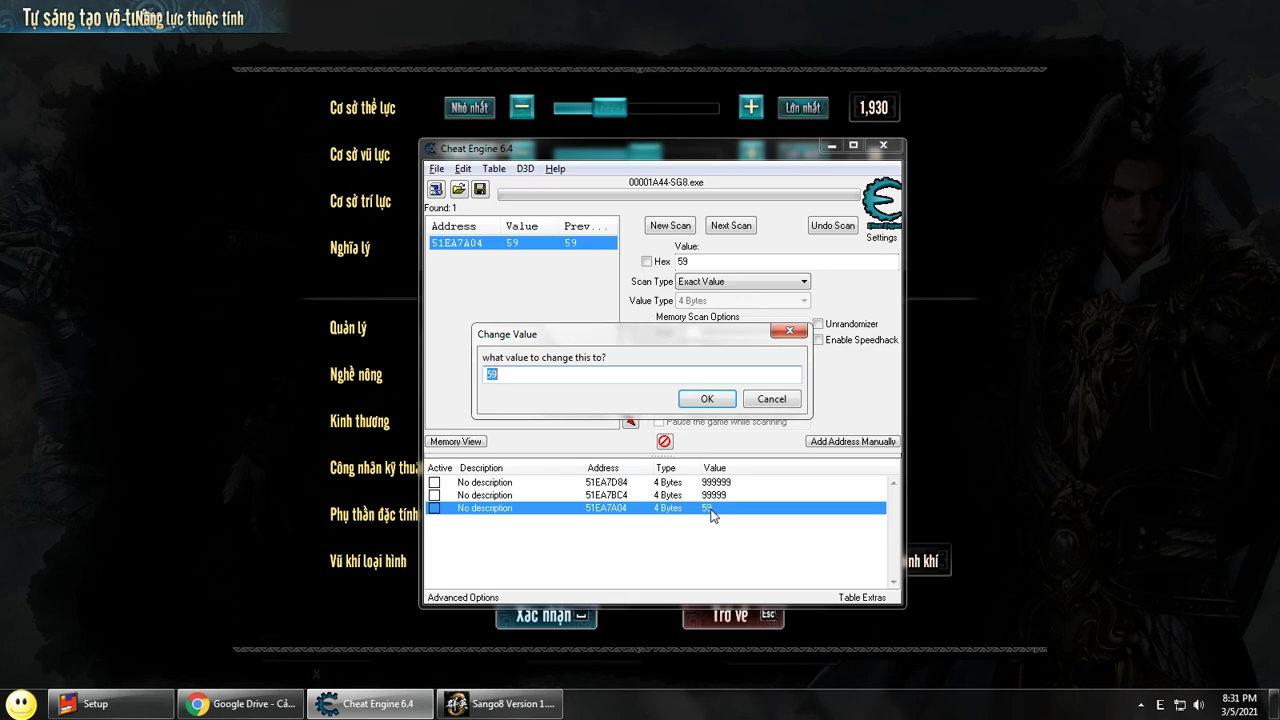 Tự sáng tạo võ tướng Năng lực thuộc tính
Cơ sở thể lực
Nhỏ nhất
Lớn nhất
1,930
Cơ sở vũ lực
Cơ sở trí lực
Nghĩa lý
Quản lý
Nghề nông
Kinh thương
Công nhân kỹ thuậ
Phụ thần đặc tính
Vũ khí loại hình
nh khí
Xác nhận
Trở về Esc
Cheat Engine 6.4
File Edit Table D3D Help
00001A44-SG8.exe
Found: 1
Address Value Prev...
51EA7A04 59 59
New Scan Next Scan Undo Scan
Cheat Engine
Settings
Value:
Hex 59
Scan Type Exact Value
Value Type 4 Bytes
Memory Scan Options
Unrandomizer
Enable Speedhack
Change Value
what value to change this to?
59
OK Cancel
Pause the game while scanning
Memory View
Add Address Manually
Active Description Address Type Value
No description 51EA7D84 4 Bytes 999999
No description 51EA7BC4 4 Bytes 99999
No description 51EA7A04 4 Bytes 59
Advanced Options
Table Extras
X
Setup
Google Drive - Cả...
Cheat Engine 6.4
Sango8 Version 1....
E
8:31 PM
3/5/2021